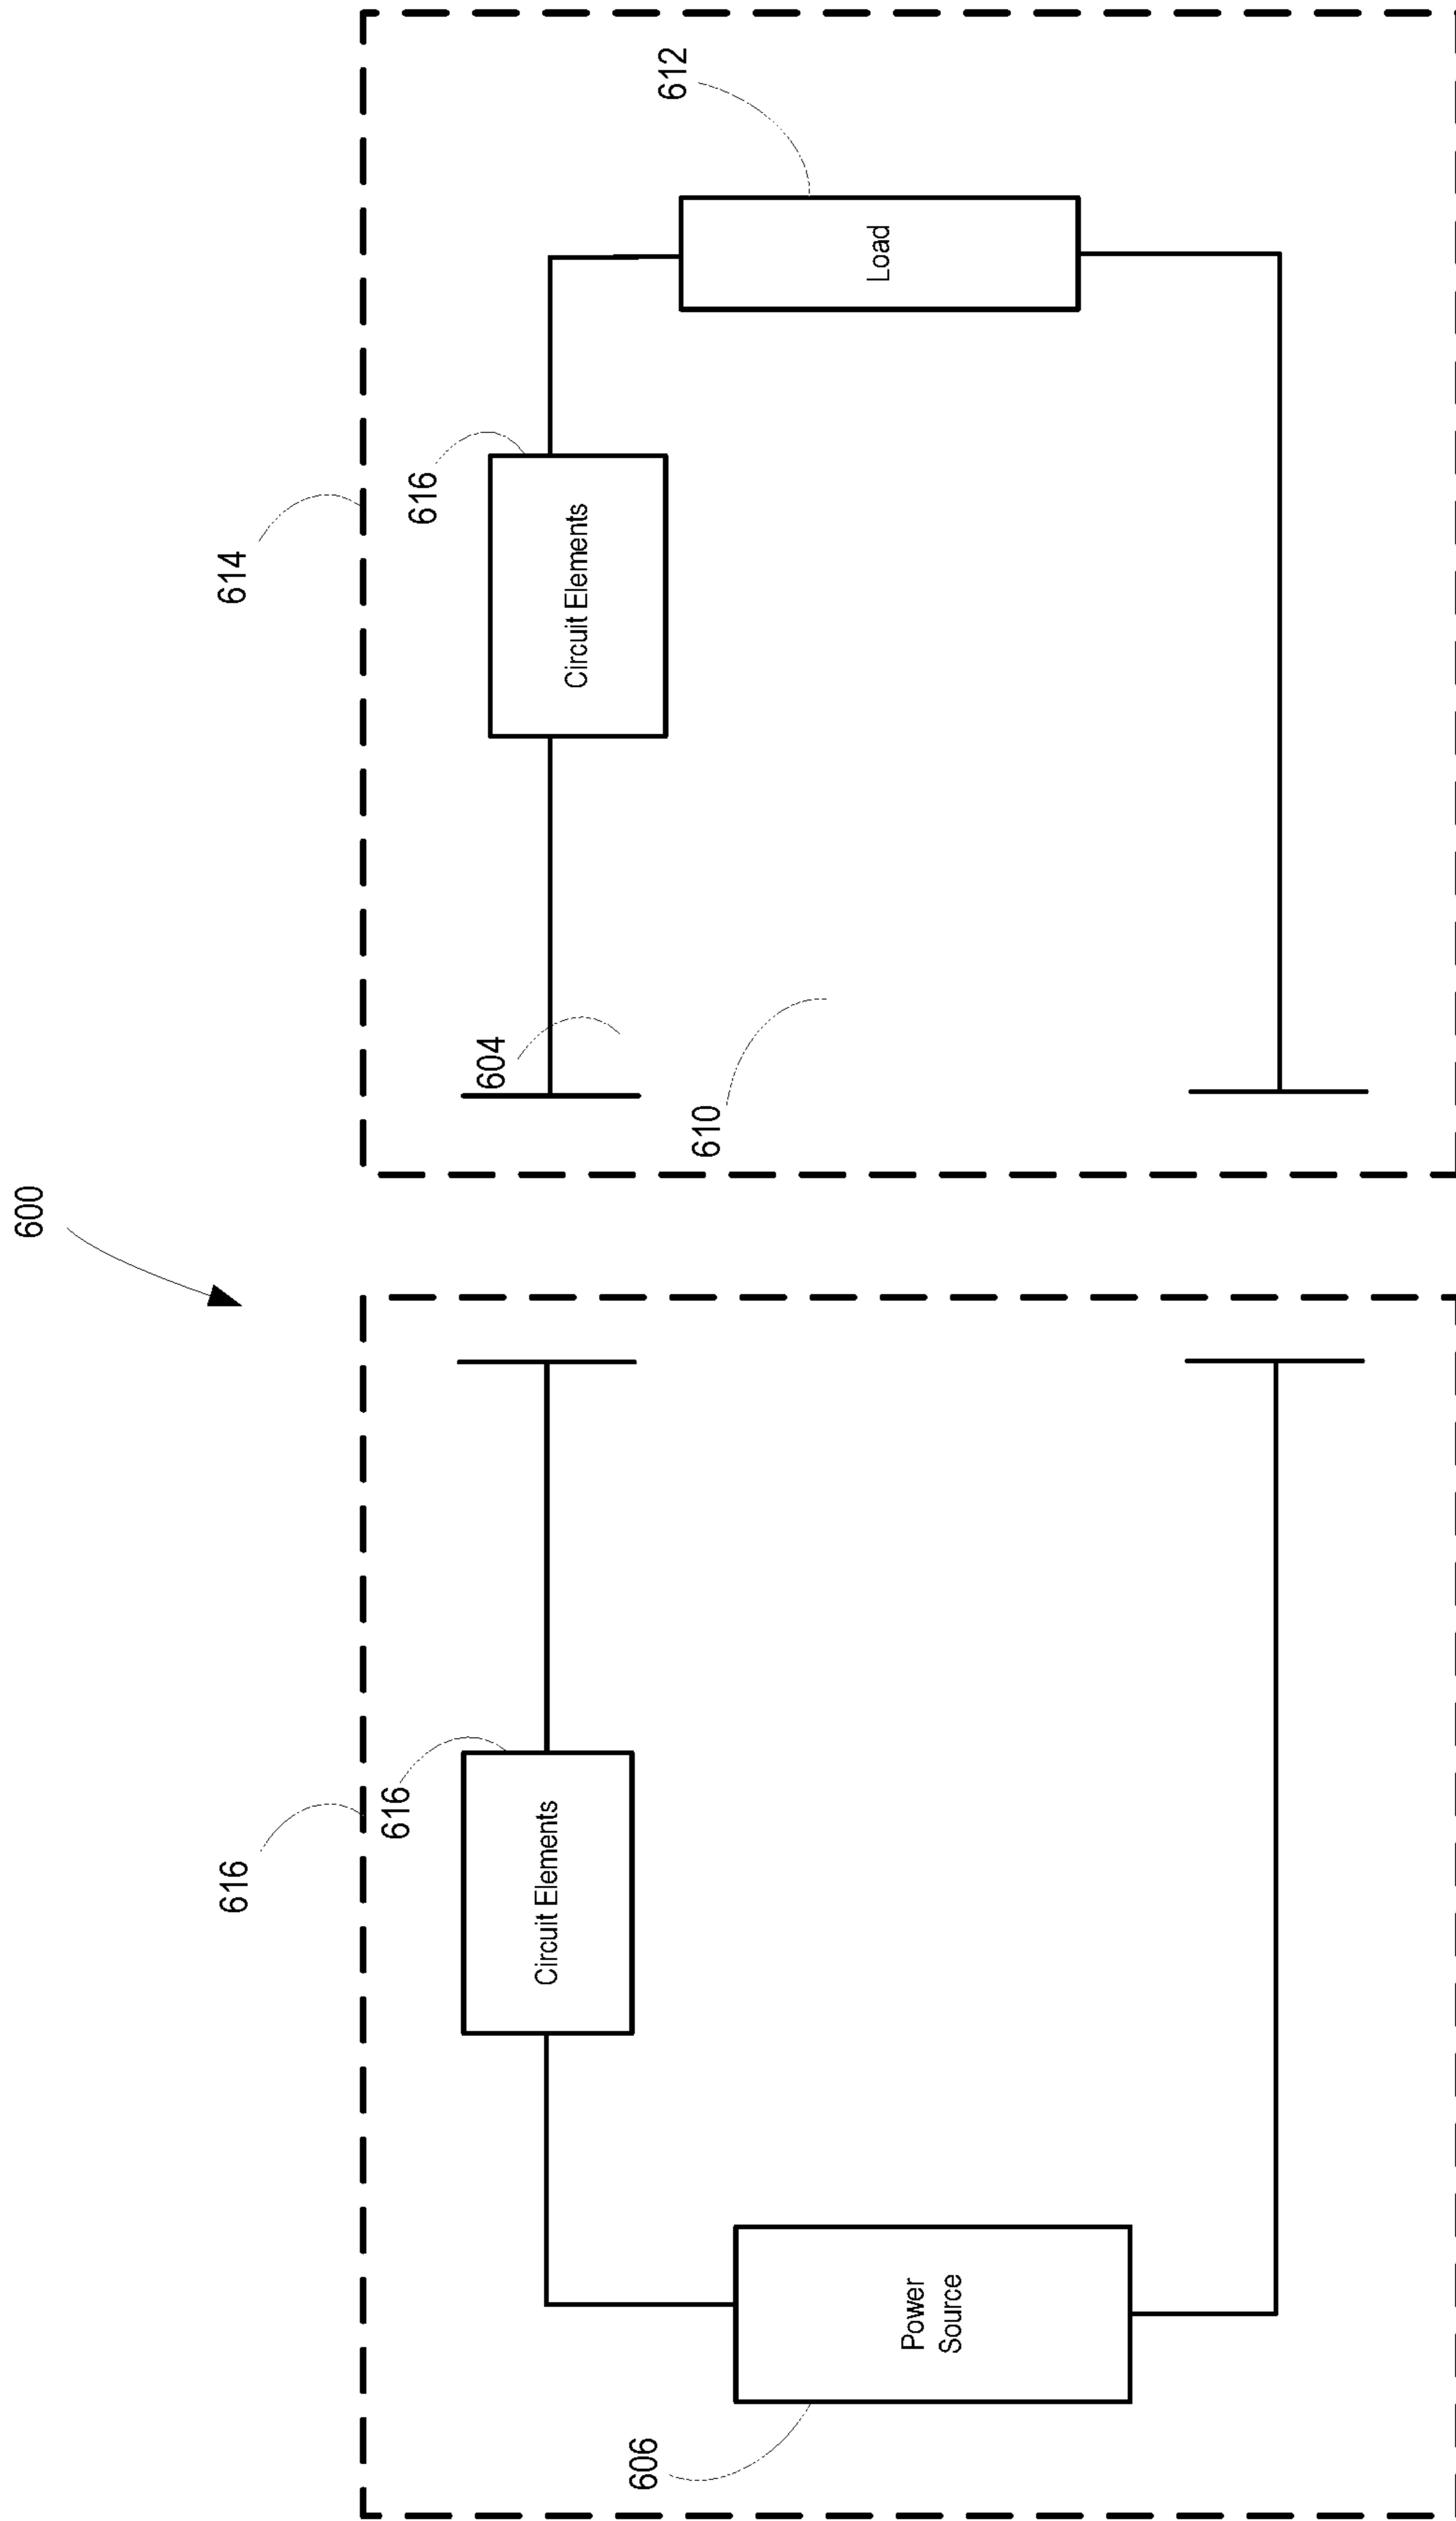 600
616
614
616
Circuit Elements
616
Circuit Elements
604
610
612
606
Power
Source
Load